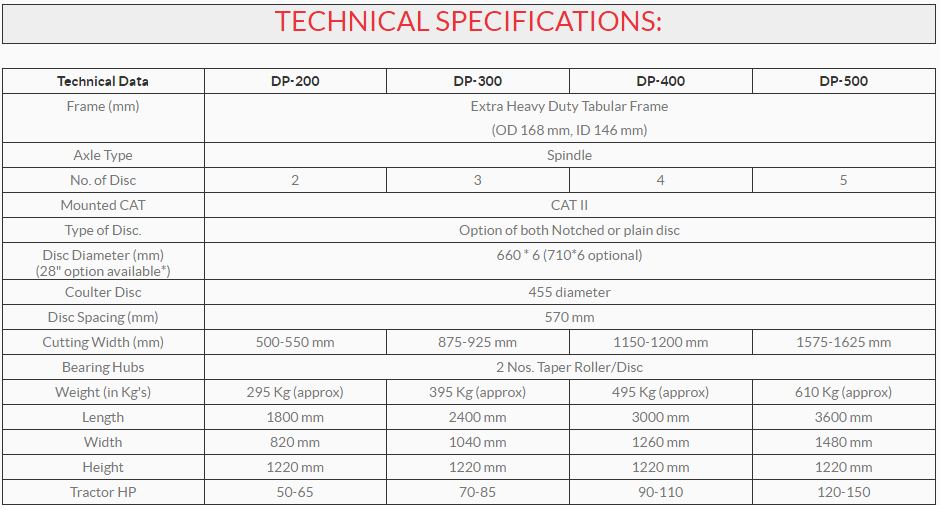 TECHNICAL SPECIFICATIONS:
Technical Data DP-200 DP-300 DP-400 DP-500
Frame (mm) Extra Heavy Duty Tabular Frame
(OD 168 mm, ID 146 mm)
Axle Type Spindle
No. of Disc 2 3 4 5
Mounted CAT CAT II
Type of Disc. Option of both Notched or plain disc
Disc Diameter (mm) 660 * 6 (710*6 optional)
(28" option available*)
Coulter Disc 455 diameter
Disc Spacing (mm) 570 mm
Cutting Width (mm) 500-550 mm 875-925 mm 1150-1200 mm 1575-1625 mm
Bearing Hubs 2 Nos. Taper Roller/Disc
Weight (in Kg's) 295 Kg (approx) 395 Kg (approx) 495 Kg (approx) 610 Kg (approx)
Length 1800 mm 2400 mm 3000 mm 3600 mm
Width 820 mm 1040 mm 1260 mm 1480 mm
Height 1220 mm 1220 mm 1220 mm 1220 mm
Tractor HP 50-65 70-85 90-110 120-150